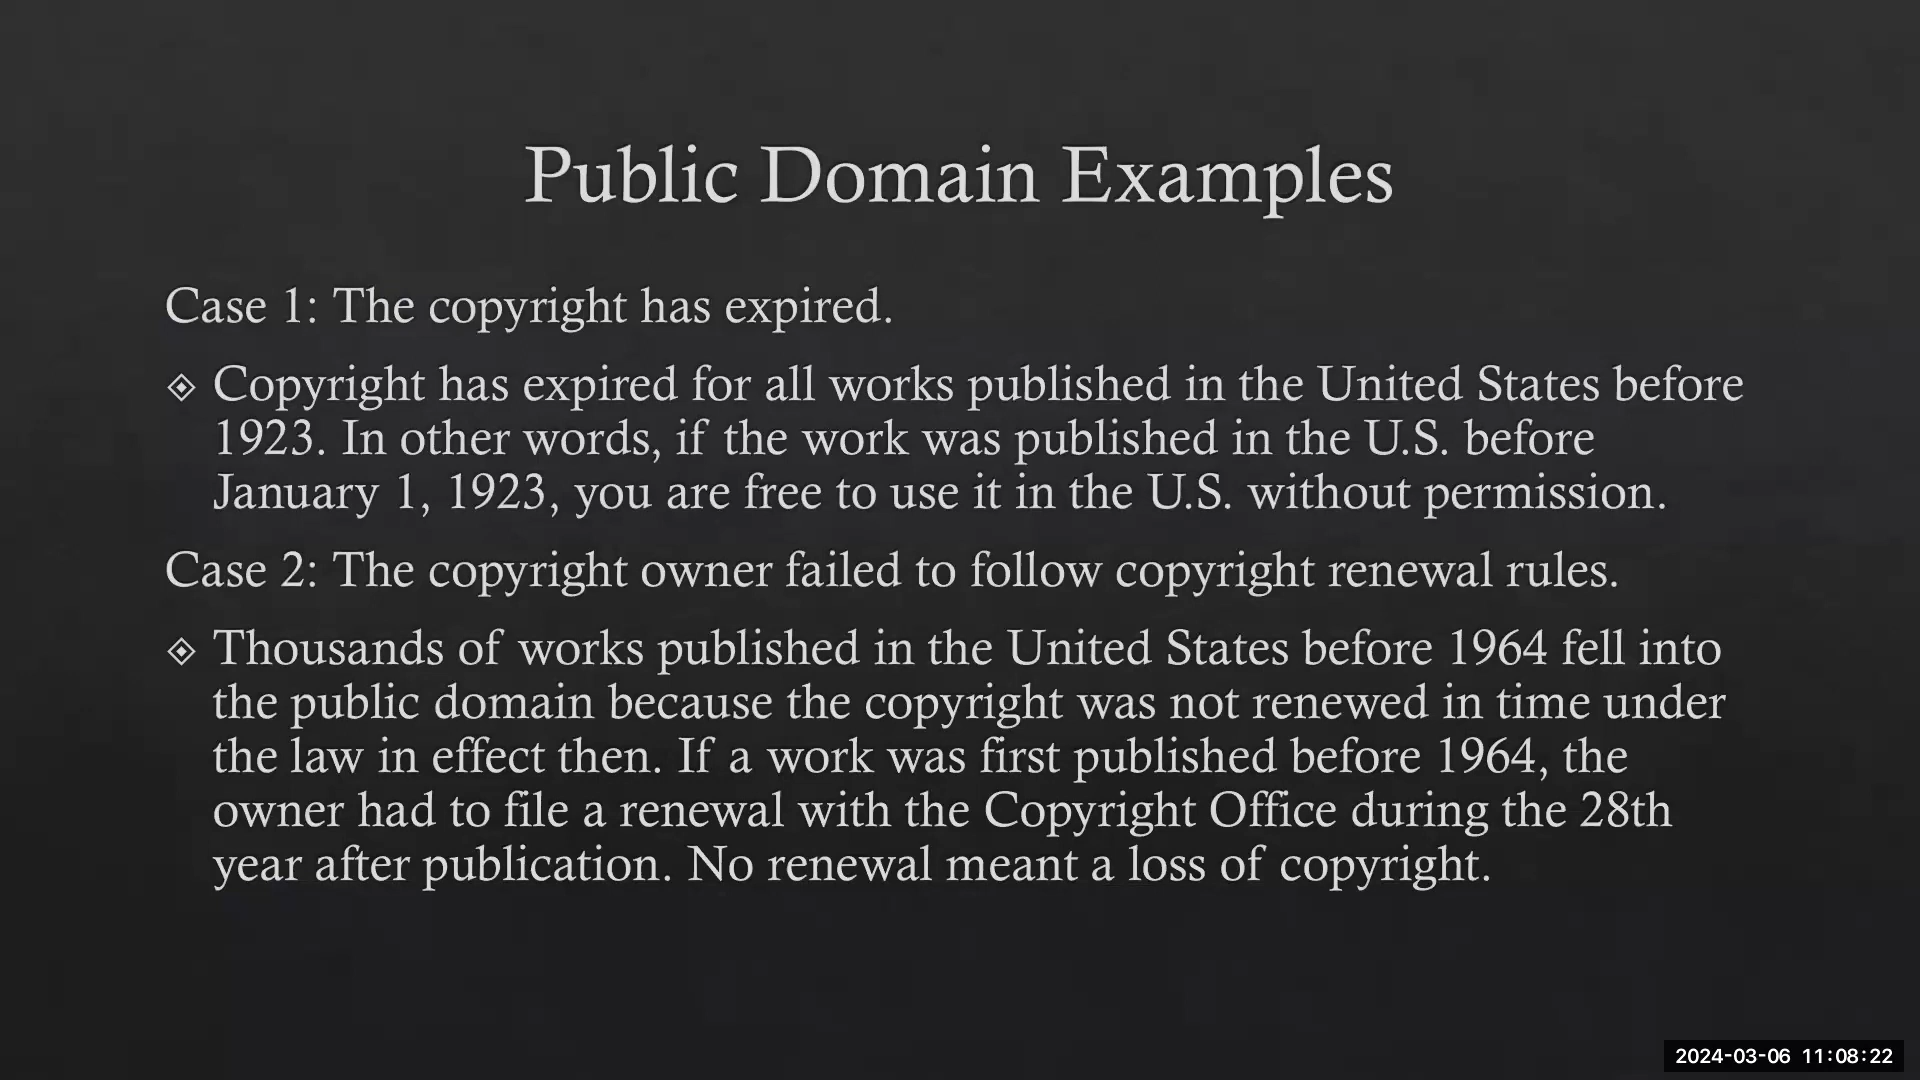 Public Domain Examples
Case 1: The copyright has expired.
Copyright has expired for all works published in the United States before
1923. In other words, if the work was published in the U.S. before
January 1, 1923, you are free to use it in the U.S. without permission.
Case 2: The copyright owner failed to follow copyright renewal rules.
Thousands of works published in the United States before 1964 fell into
the public domain because the copyright was not renewed in time under
the law in effect then. If a work was first published before 1964, the
owner had to file a renewal with the Copyright Office during the 28th
year after publication. No renewal meant a loss of copyright.
2024-03-06 11:08:22